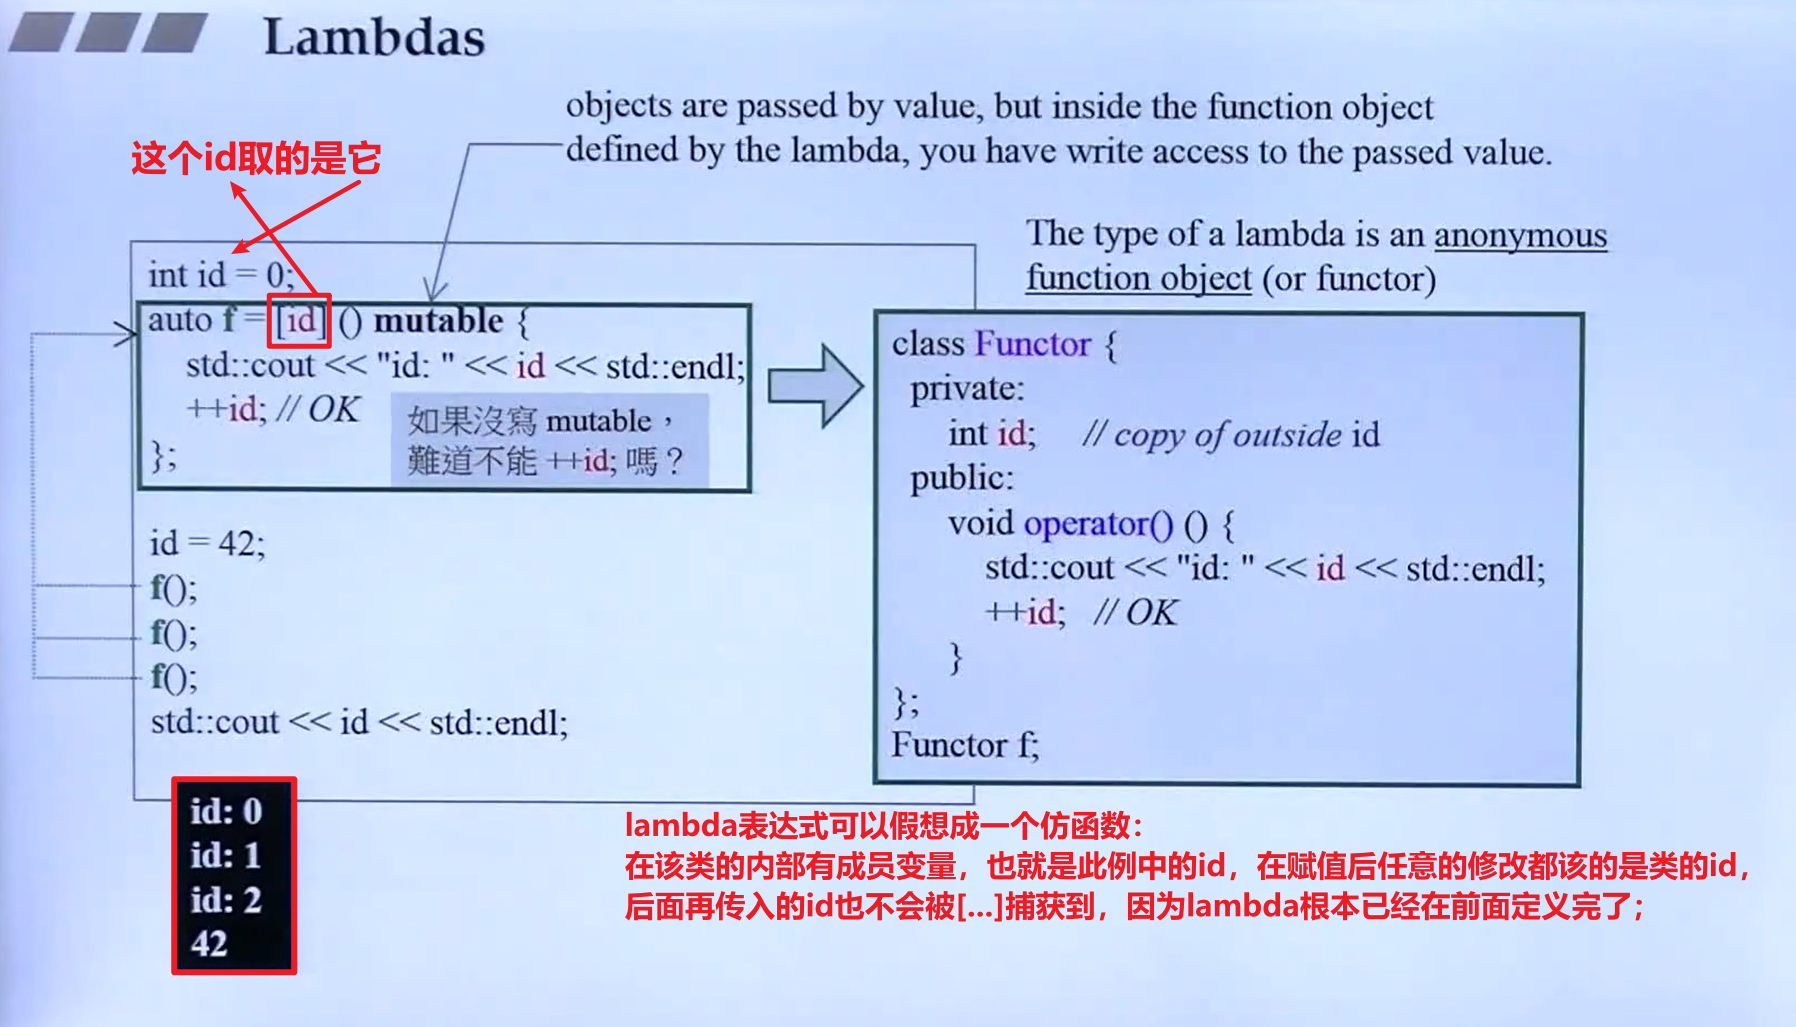 Lambdas
objects are passed by value, but inside the function object
defined by the lambda, you have write access to the passed value.
这个id取的是它
The type of a lambda is an anonymous
function object (or functor)
int id = 0;
auto f = [id] () mutable {
std::cout << "id: " << id << std::endl;
++id; // OK
};
如果沒寫 mutable，
難道不能 ++id; 嗎？
id = 42;
f();
f();
f();
std::cout << id << std::endl;
class Functor {
private:
int id; // copy of outside id
public:
void operator() () {
std::cout << "id: " << id << std::endl;
++id; // OK
}
};
Functor f;
id: 0
id: 1
id: 2
42
lambda表达式可以假想成一个仿函数：
在该类的内部有成员变量，也就是此例中的id，在赋值后任意的修改都该的是类的id，
后面再传入的id也不会被[...]捕获到，因为lambda根本已经在前面定义完了；